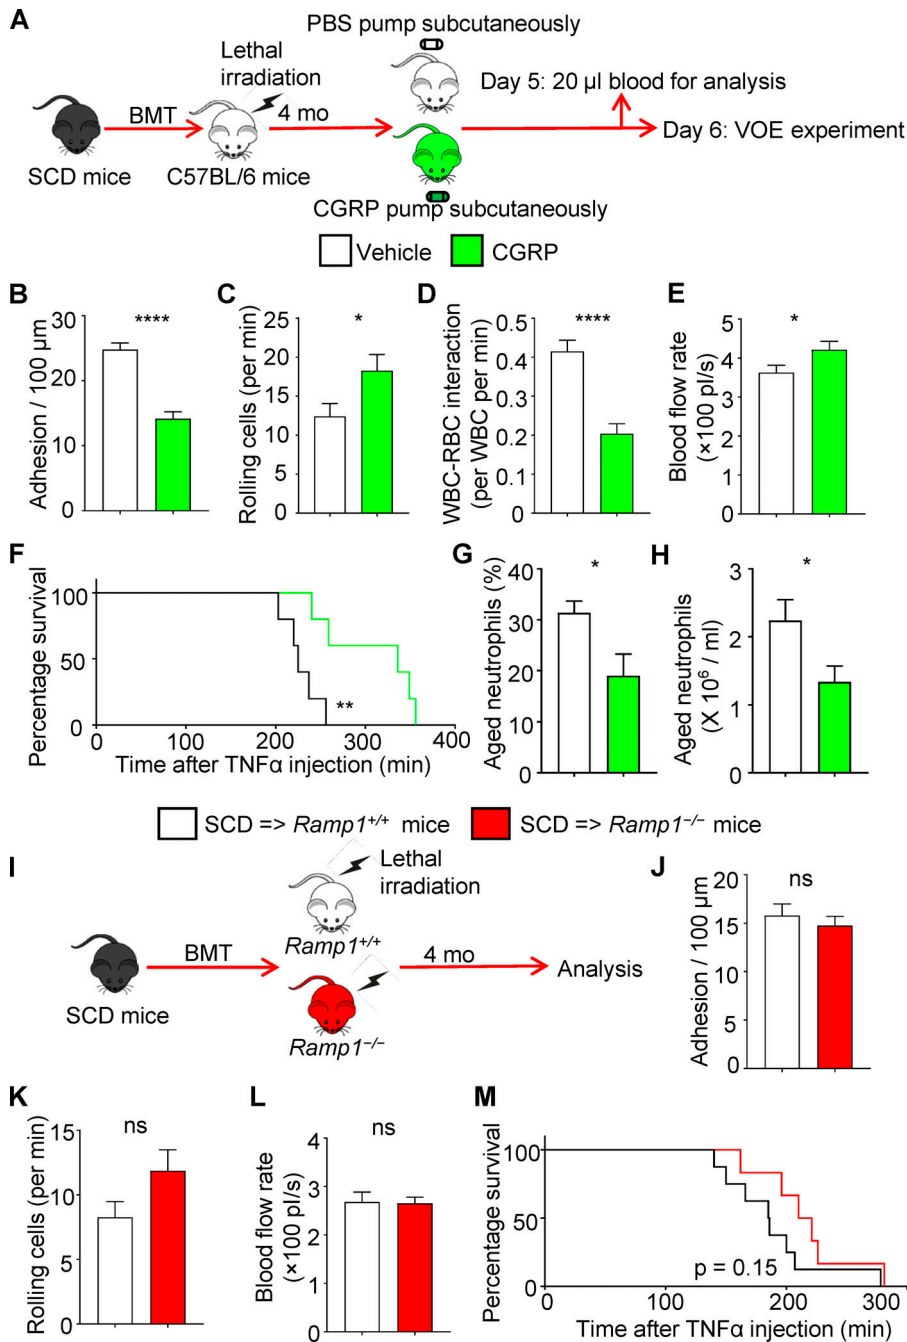 A
PBS pump subcutaneously
Lethal
irradiation
Day 5: 20 µl blood for analysis
BMT
4 mo
Day 6: VOE experiment
SCD mice
C57BL/6 mice
CGRP pump subcutaneously
Vehicle
CGRP
B
Adhesion / 100 µm
30
20
10
0
****
C
Rolling cells (per min)
25
20
15
10
5
0
*
D
WBC-RBC interaction
(per WBC per min)
0.5
0.4
0.3
0.2
0.1
0
****
E
Blood flow rate
(×100 pl/s)
5
4
3
2
1
0
*
F
Percentage survival
100
50
0
**
0
100
200
300
400
Time after TNFα injection (min)
G
Aged neutrophils (%)
40
30
20
10
0
*
H
Aged neutrophils
(X 10⁶ / ml)
3
2
1
0
*
SCD => Ramp1⁺/⁺ mice
SCD => Ramp1⁻/⁻ mice
I
Lethal
irradiation
BMT
Ramp1⁺/⁺
4 mo
Analysis
SCD mice
Ramp1⁻/⁻
J
Adhesion / 100 µm
20
15
10
5
0
ns
K
Rolling cells (per min)
15
10
5
0
ns
L
Blood flow rate
(×100 pl/s)
4
3
2
1
0
ns
M
Percentage survival
100
50
0
p = 0.15
0
100
200
300
Time after TNFα injection (min)